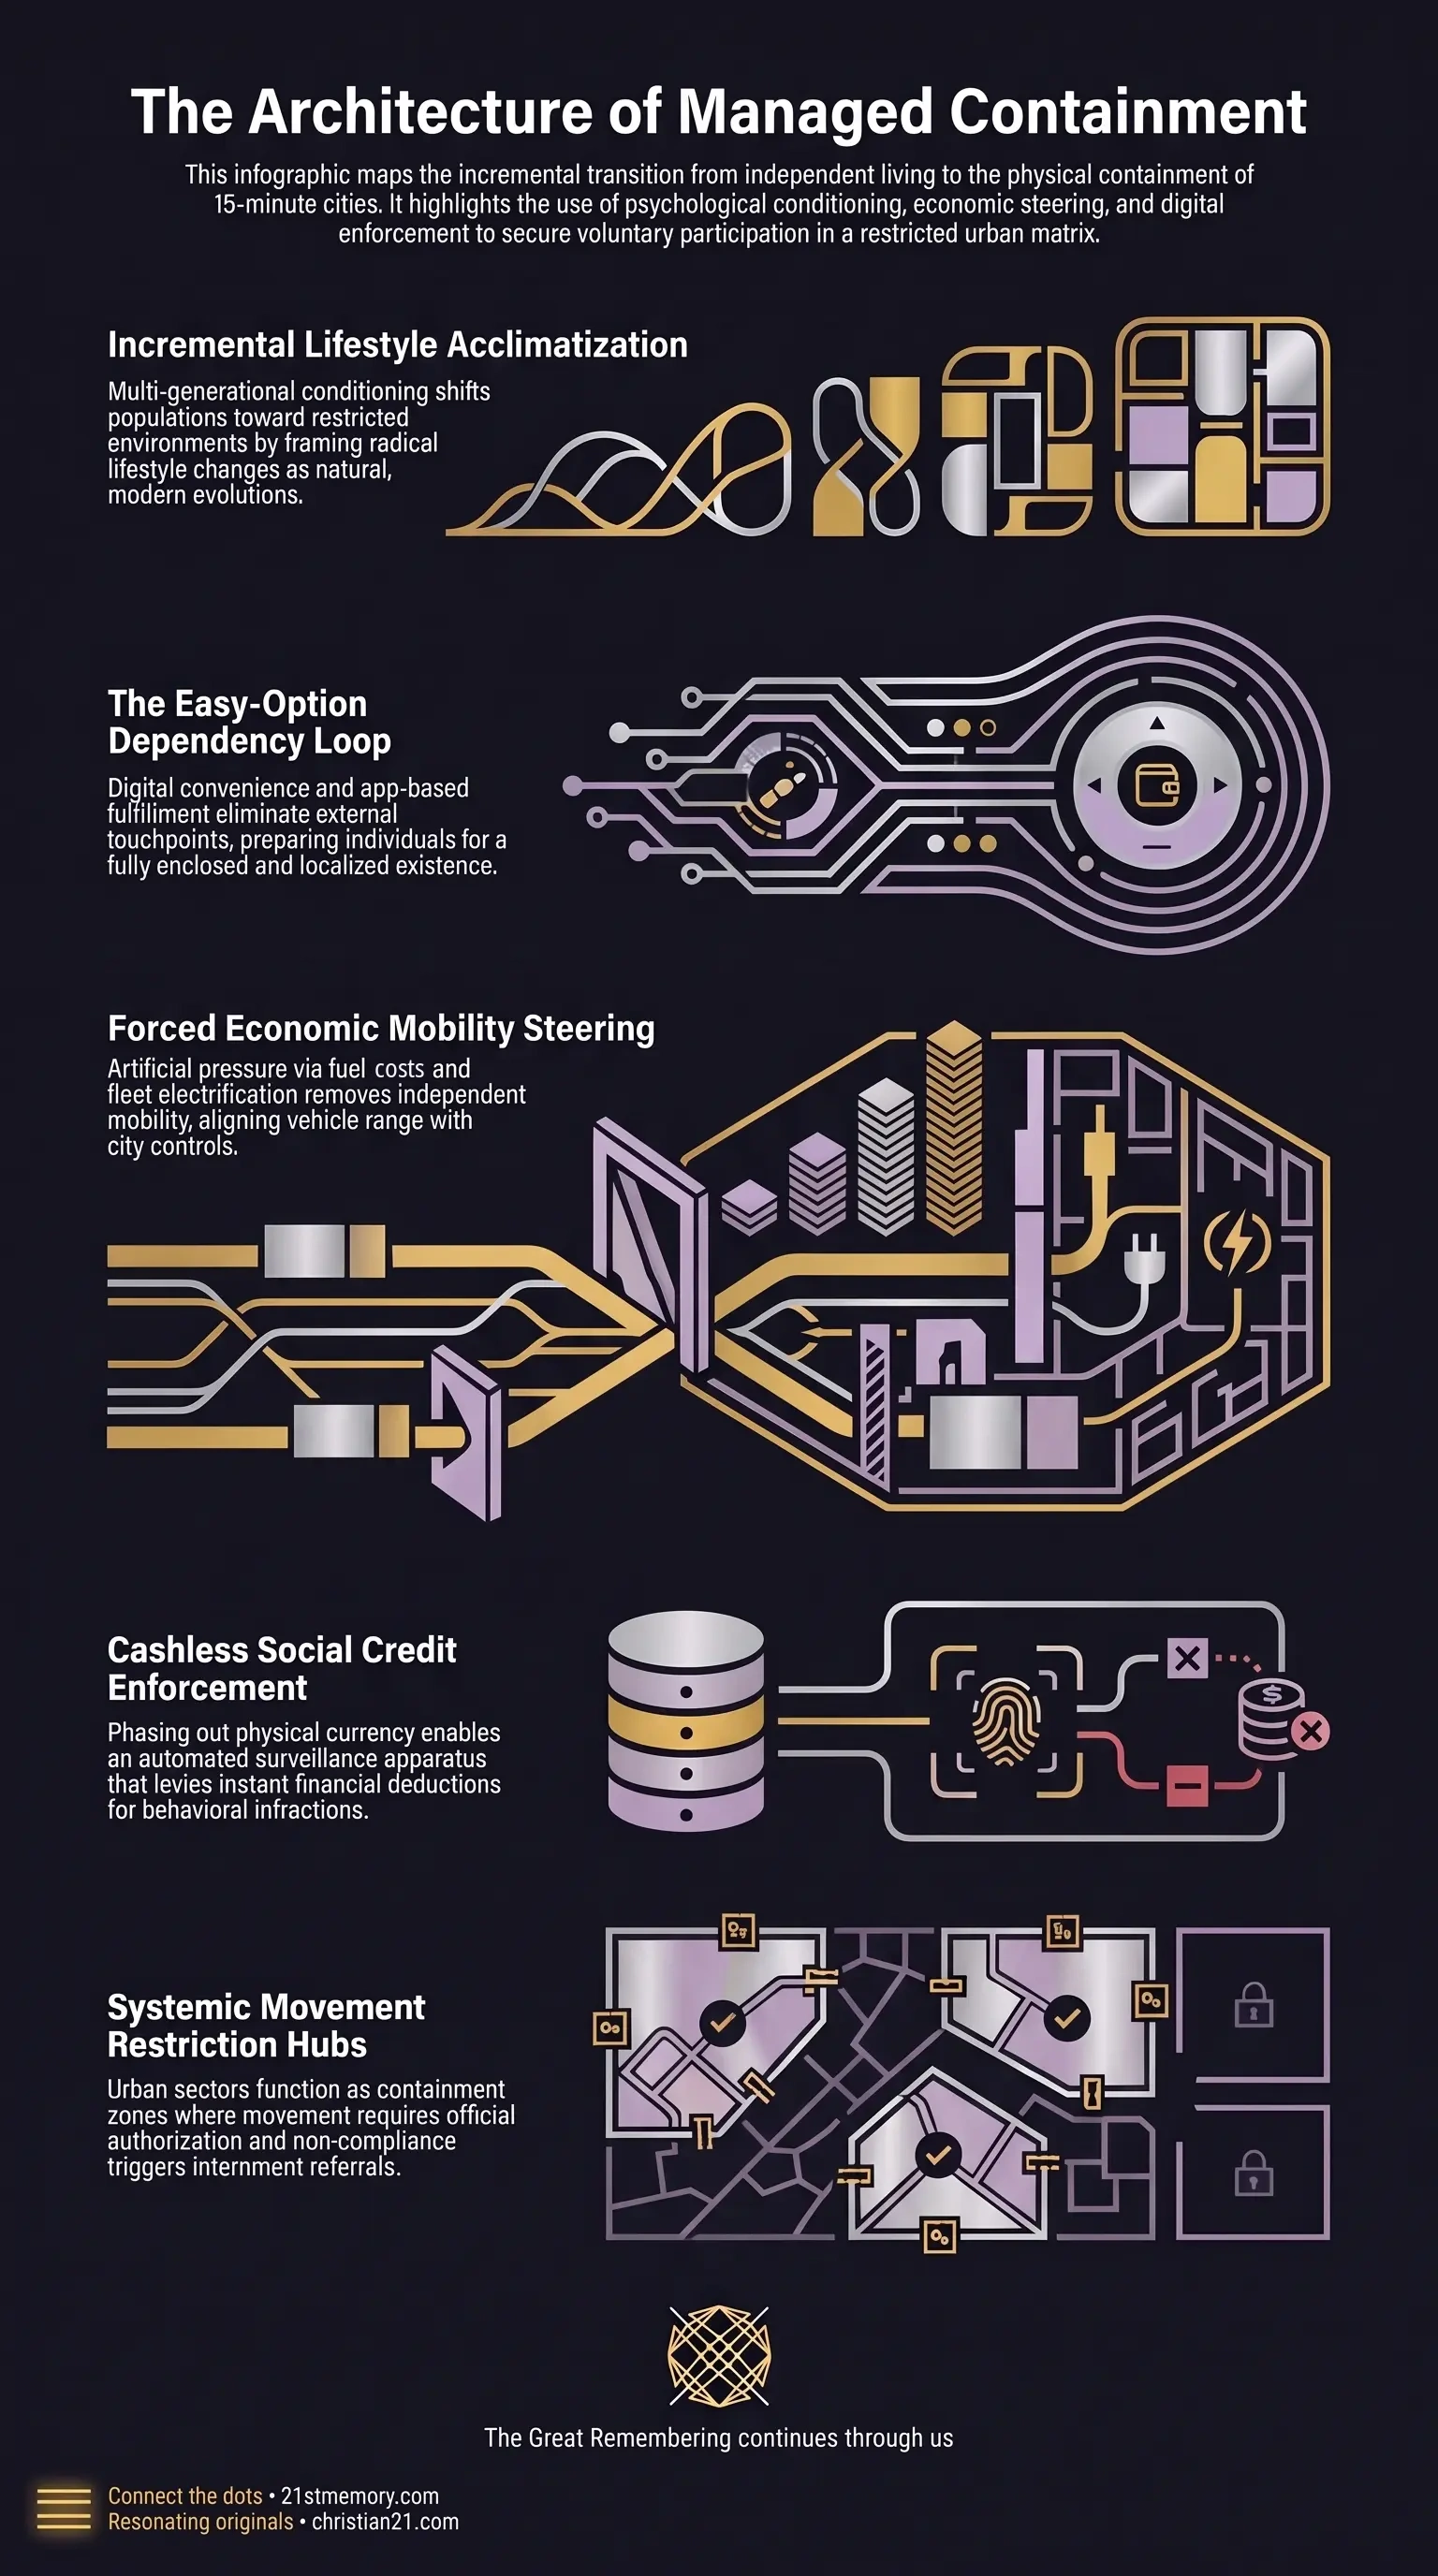 The Architecture of Managed Containment
This infographic maps the incremental transition from independent living to the physical containment of
15-minute cities. It highlights the use of psychological conditioning, economic steering, and digital
enforcement to secure voluntary participation in a restricted urban matrix.
Incremental Lifestyle Acclimatization
Multi-generational conditioning shifts
populations toward restricted
environments by framing radical
lifestyle changes as natural,
modern evolutions.
The Easy-Option
Dependency Loop
Digital convenience and app-based
fulfiliment eliminate external
touchpoints, preparing individuals for a
fully enclosed and localized existence.
Forced Economic Mobility Steering
Artificial pressure via fuel costs and
fleet electrification removes independent
mobility, aligning vehicle range with
city controls.
Cashless Social Credit
Enforcement
Phasing out physical currency enables
an automated surveillance apparatus
that levies instant financial deductions
for behavioral infractions.
$
Systemic Movement
Restriction Hubs
Urban sectors function as containment
zones where movement requires official
authorization and non-compliance
triggers internment referrals.
The Great Remembering continues through us
Connect the dots • 21stmemory.com
Resonating originals • christian21.com